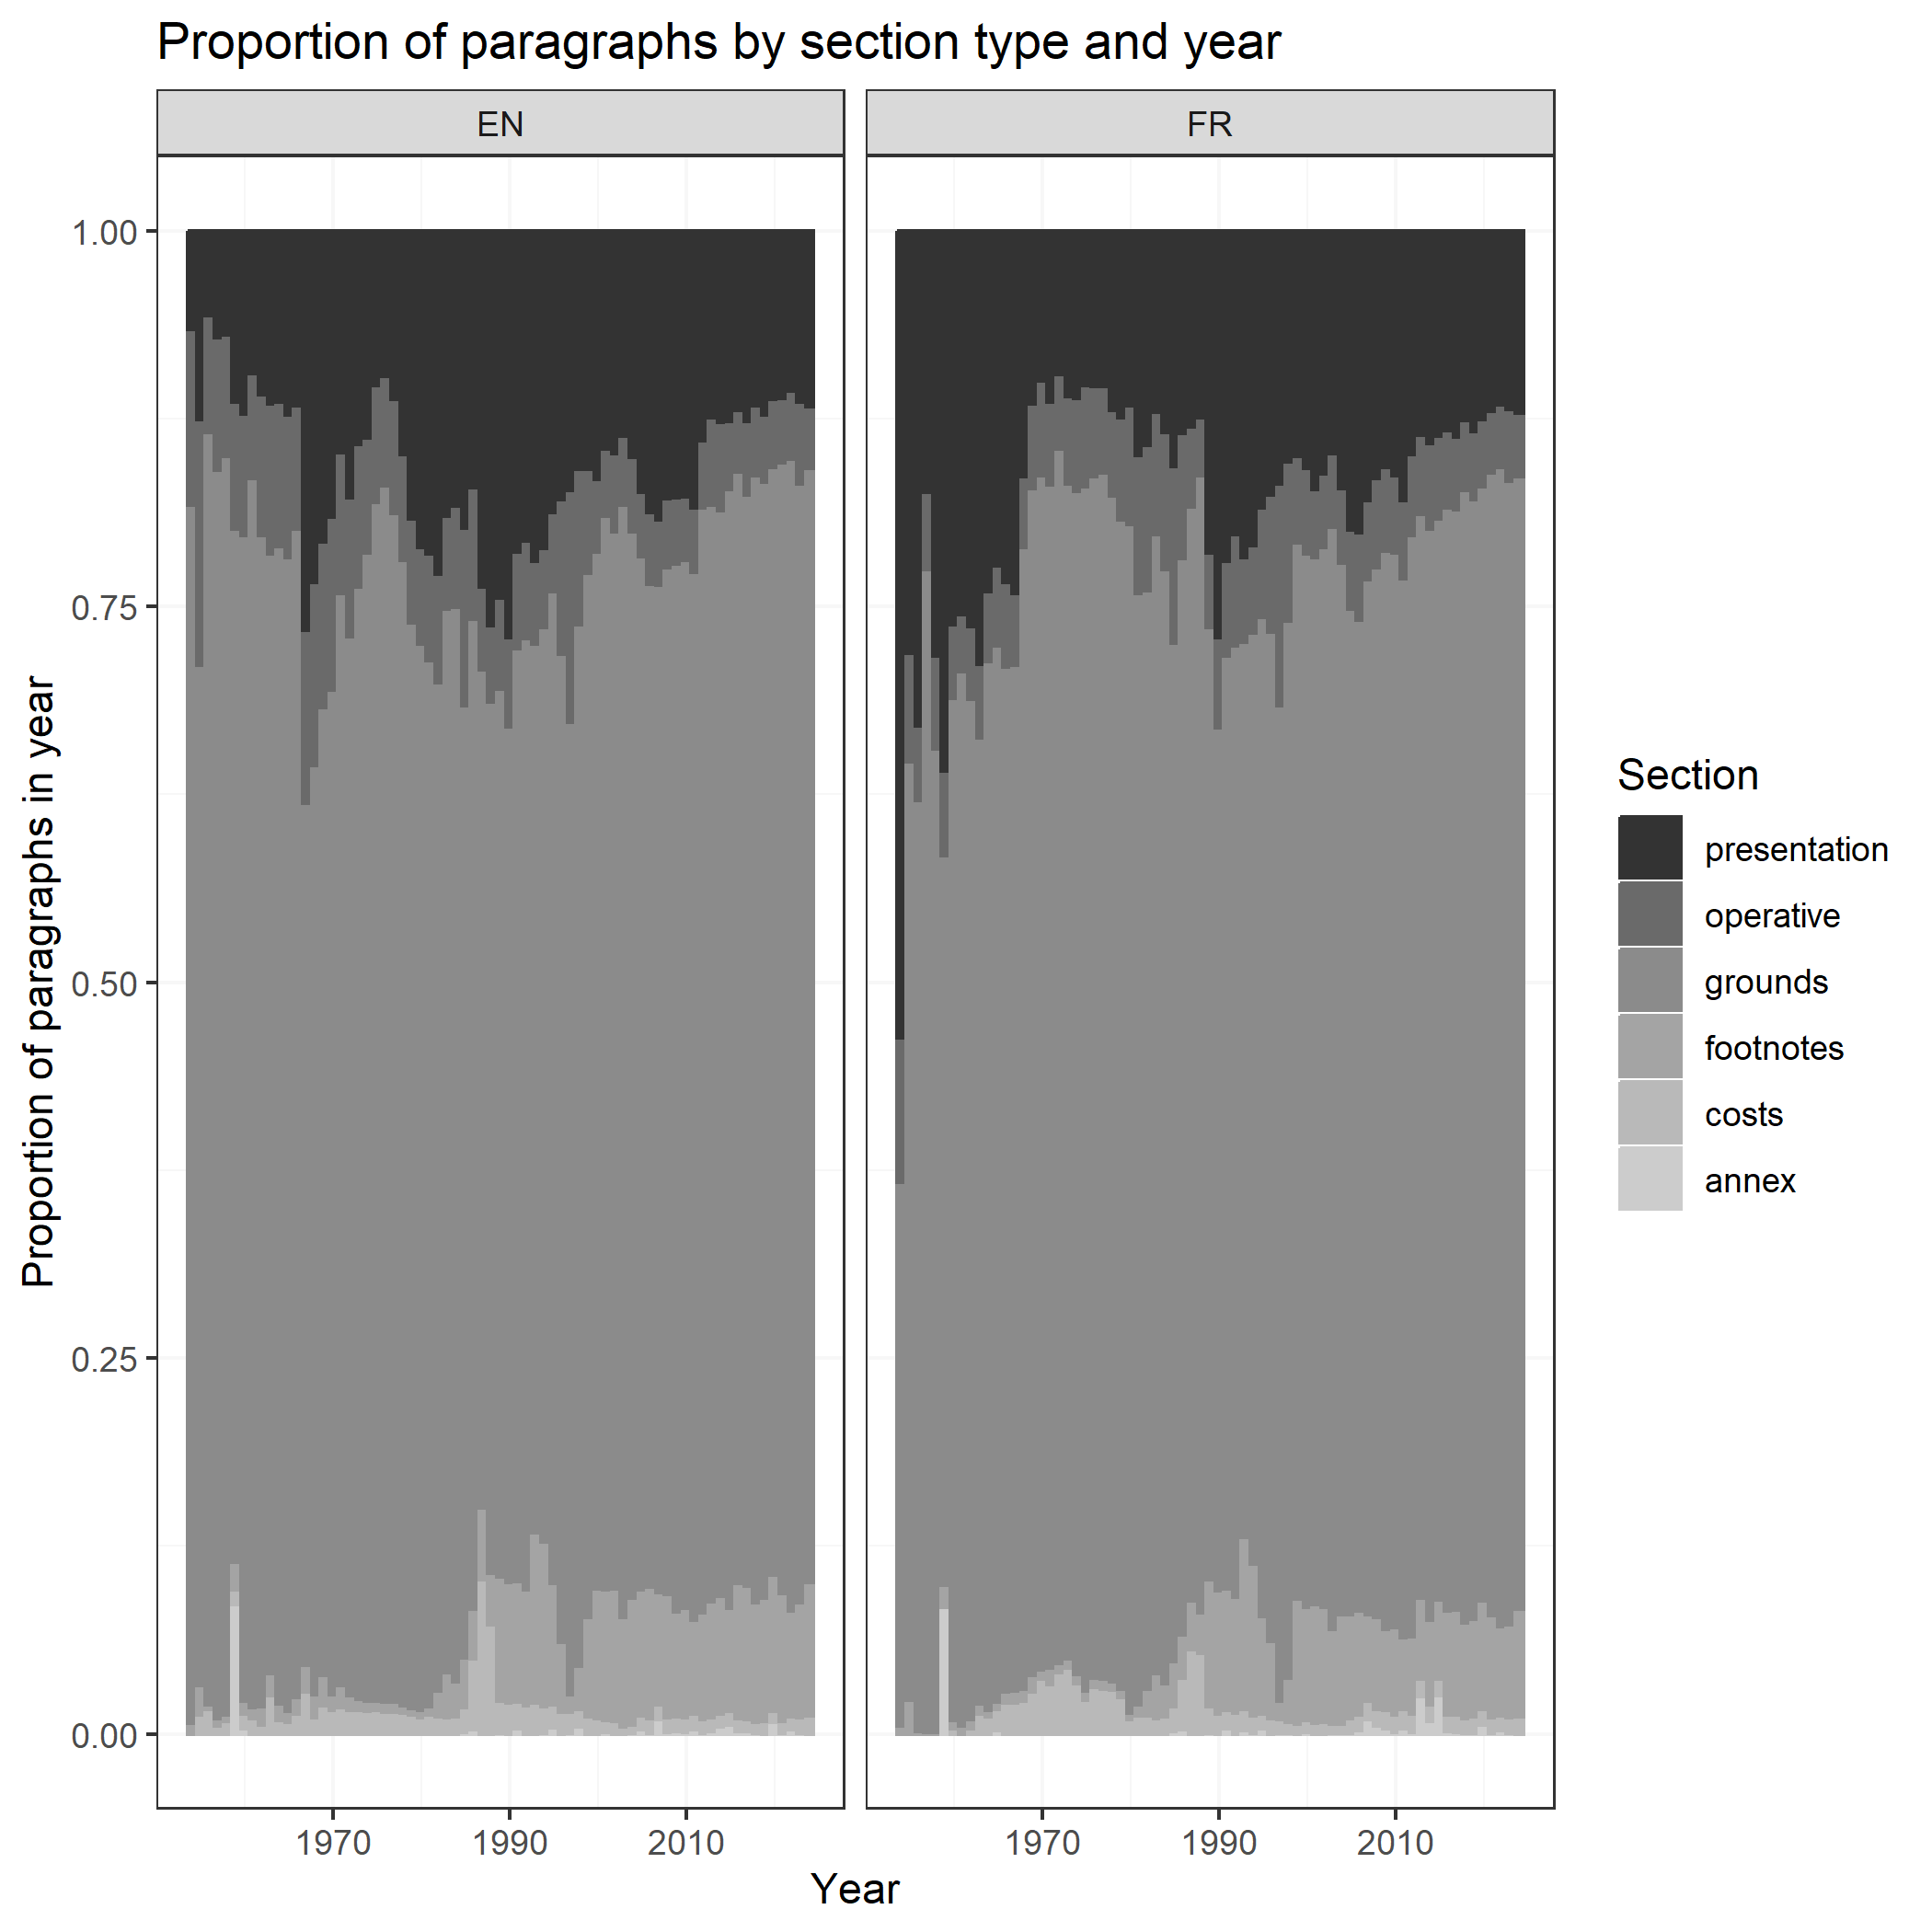 Proportion of paragraphs by section type and year
EN
FR
1.00
0.75
0.50
0.25
0.00
Proportion of paragraphs in year
1970
1990
2010
1970
1990
2010
Year
Section
presentation
operative
grounds
footnotes
costs
annex